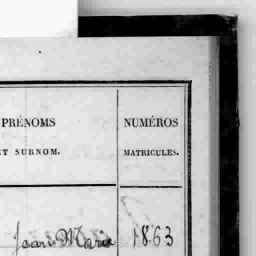 PRÉNOMS
NUMÉROS
ET SURNOM.
MATRICULES.
Jean Marie
1863